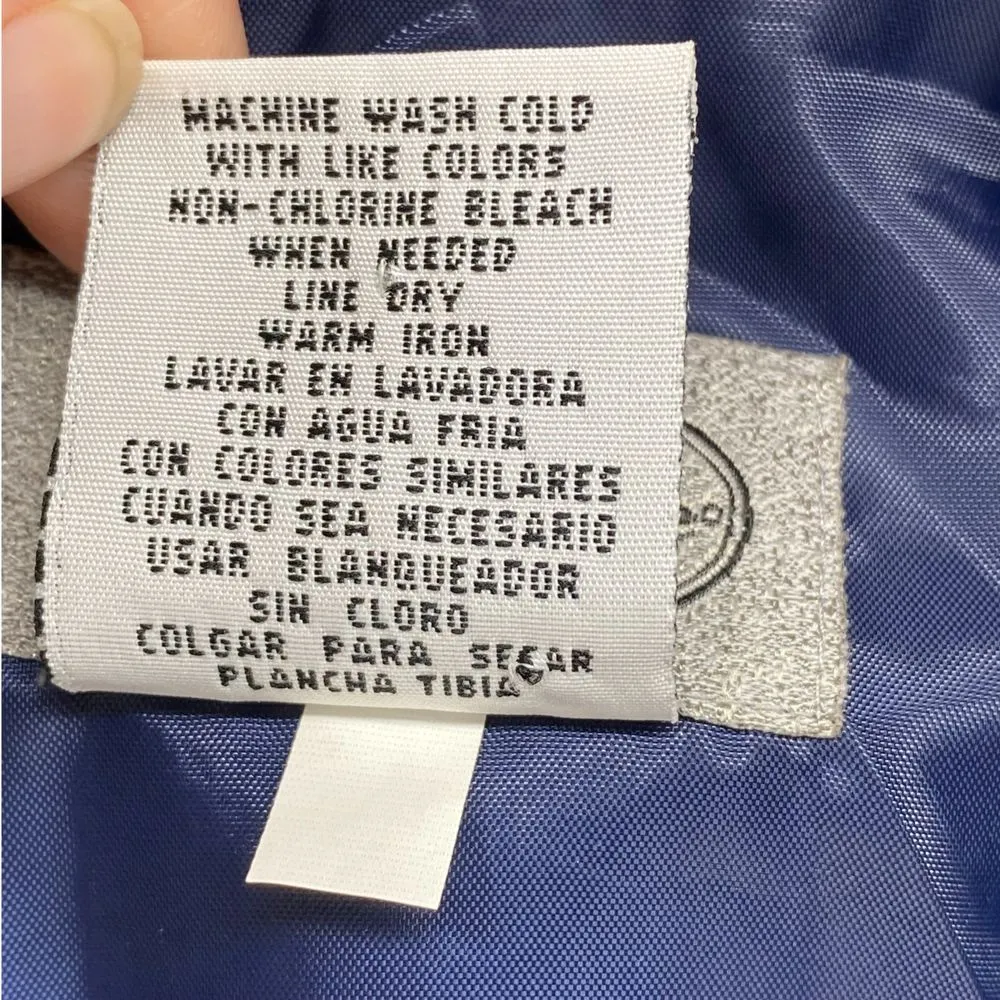 MACHINE WASH COLD
WITH LIKE COLORS
NON-CHLORINE BLEACH
WHEN NEEDED
LINE DRY
WARM IRON
LAVAR EN LAVADORA
CON AGUA FRIA
CON COLORES SIMILARES
CUANDO SEA NECESARIO
USAR BLANQUEADOR
SIN CLORO
COLGAR PARA SECAR
PLANCHA TIBIA